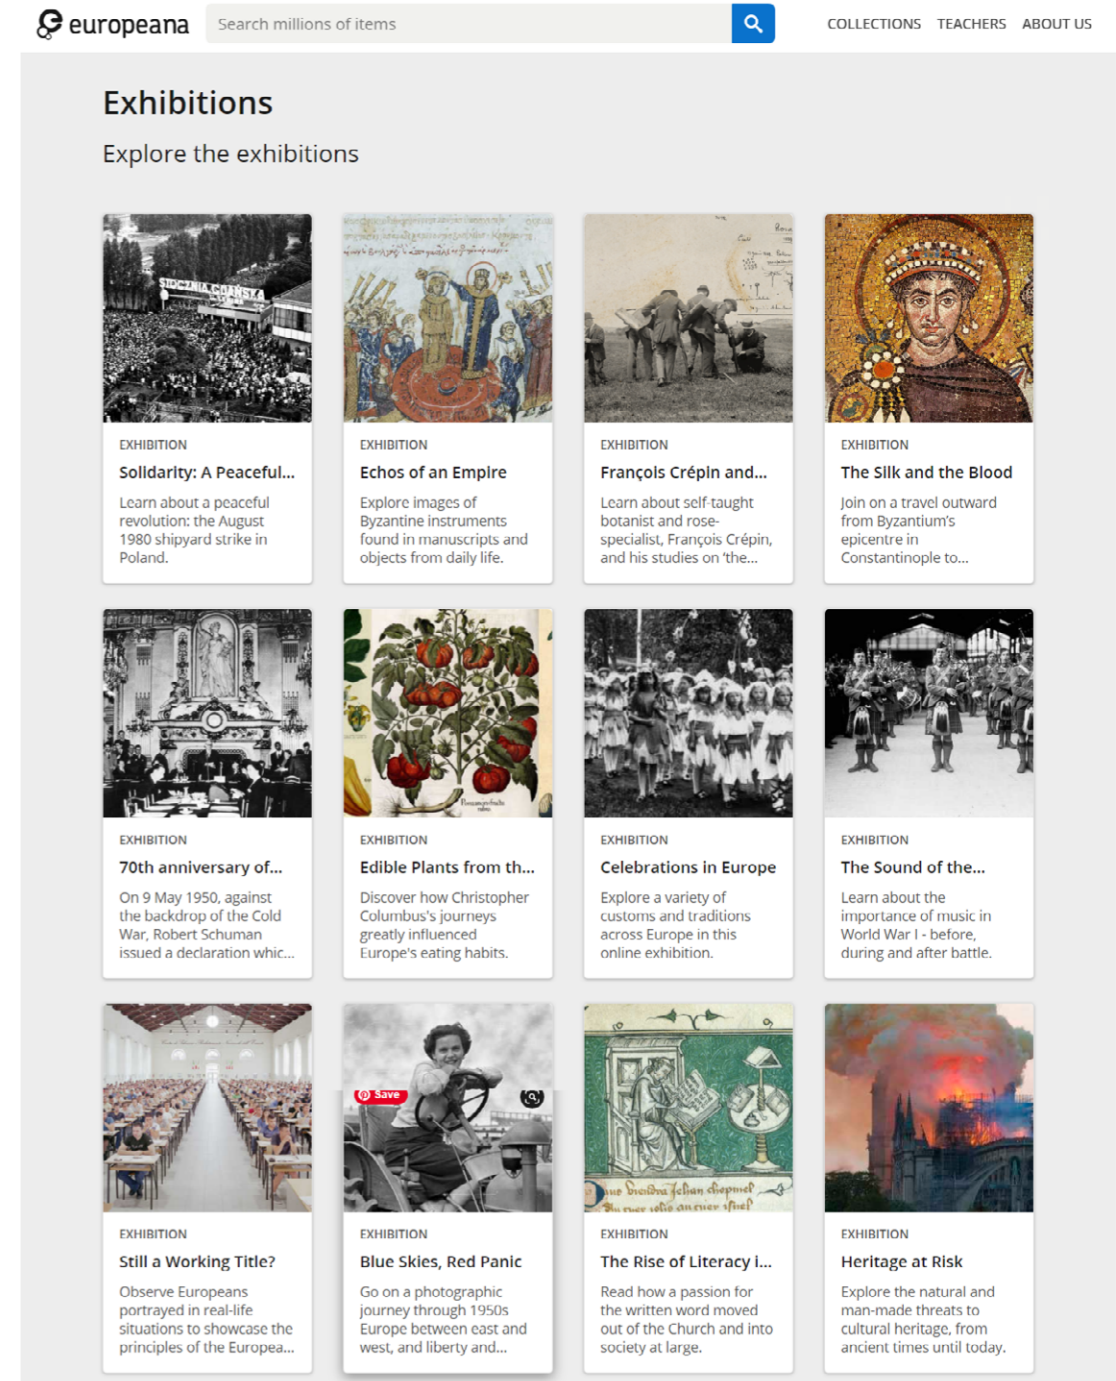 europeana
Search millions of items
COLLECTIONS TEACHERS ABOUT US
Exhibitions
Explore the exhibitions
STOCZNIA GDAŃSKA
EXHIBITION
Solidarity: A Peaceful...
Learn about a peaceful
revolution: the August
1980 shipyard strike in
Poland.
EXHIBITION
Echos of an Empire
Explore images of
Byzantine instruments
found in manuscripts and
objects from daily life.
EXHIBITION
François Crépin and...
Learn about self-taught
botanist and rose-
specialist, François Crépin,
and his studies on ‘the...
EXHIBITION
The Silk and the Blood
Join on a travel outward
from Byzantium’s
epicentre in
Constantinople to...
EXHIBITION
70th anniversary of...
On 9 May 1950, against
the backdrop of the Cold
War, Robert Schuman
issued a declaration whic...
EXHIBITION
Edible Plants from th...
Discover how Christopher
Columbus's journeys
greatly influenced
Europe's eating habits.
EXHIBITION
Celebrations in Europe
Explore a variety of
customs and traditions
across Europe in this
online exhibition.
EXHIBITION
The Sound of the...
Learn about the
importance of music in
World War I - before,
during and after battle.
Save
EXHIBITION
Still a Working Title?
Observe Europeans
portrayed in real-life
situations to showcase the
principles of the Europea...
EXHIBITION
Blue Skies, Red Panic
Go on a photographic
journey through 1950s
Europe between east and
west, and liberty and...
EXHIBITION
The Rise of Literacy i...
Read how a passion for
the written word moved
out of the Church and into
society at large.
EXHIBITION
Heritage at Risk
Explore the natural and
man-made threats to
cultural heritage, from
ancient times until today.